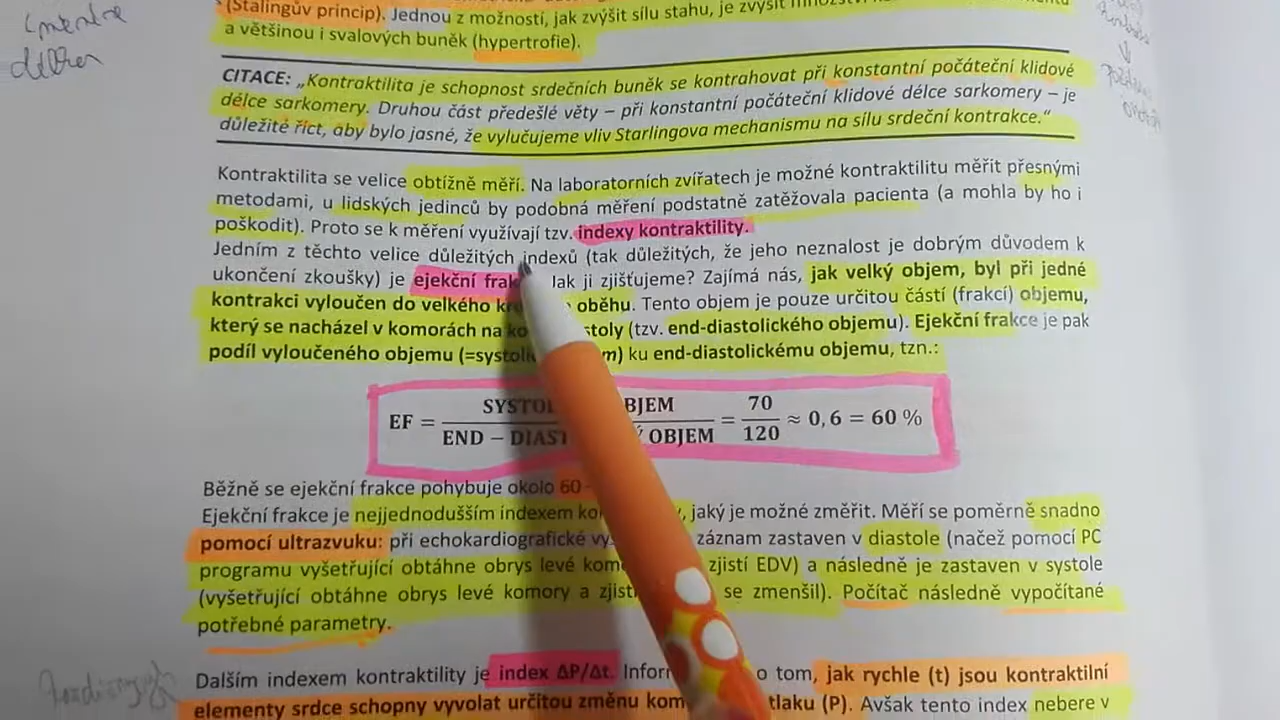 (Stalingův princip). Jednou z možností, jak zvýšit sílu stahu, je zvýšit
a většinou i svalových buněk (hypertrofie).
CITACE: „Kontraktilita je schopnost srdečních buněk se kontrahovat při konstantní počáteční klidové
délce sarkomery. Druhou část předešlé věty – při konstantní počáteční klidové délce sarkomery – je
důležité říct, aby bylo jasné, že vylučujeme vliv Starlingova mechanismu na sílu srdeční kontrakce.“
Kontraktilita se velice obtížně měří. Na laboratorních zvířatech je možné kontraktilitu měřit přesnými
metodami, u lidských jedinců by podobná měření podstatně zatěžovala pacienta (a mohla by ho i
poškodit). Proto se k měření využívají tzv. indexy kontraktility.
Jedním z těchto velice důležitých indexů (tak důležitých, že jeho neznalost je dobrým důvodem k
ukončení zkoušky) je ejekční frak Jak ji zjišťujeme? Zajímá nás, jak velký objem, byl při jedné
kontrakci vyloučen do velkého oběhu. Tento objem je pouze určitou částí (frakcí) objemu,
který se nacházel v komorách na stoly (tzv. end-diastolického objemu). Ejekční frakce je pak
podíl vyloučeného objemu (=systol m) ku end-diastolickému objemu, tzn.:
EF = SYSTO BJEM / END – DIAST Ý OBJEM = 70 / 120 ≈ 0,6 = 60 %
Běžně se ejekční frakce pohybuje okolo 60
Ejekční frakce je nejjednodušším indexem ko , jaký je možné změřit. Měří se poměrně snadno
pomocí ultrazvuku: při echokardiografické vy záznam zastaven v diastole (načež pomocí PC
programu vyšetřující obtáhne obrys levé kom zjistí EDV) a následně je zastaven v systole
(vyšetřující obtáhne obrys levé komory a zjist se zmenšil). Počítač následně vypočítané
potřebné parametry.
Dalším indexem kontraktility je index ΔP/Δt. Infor o tom, jak rychle (t) jsou kontraktilní
elementy srdce schopny vyvolat určitou změnu kom tlaku (P). Avšak tento index nebere v